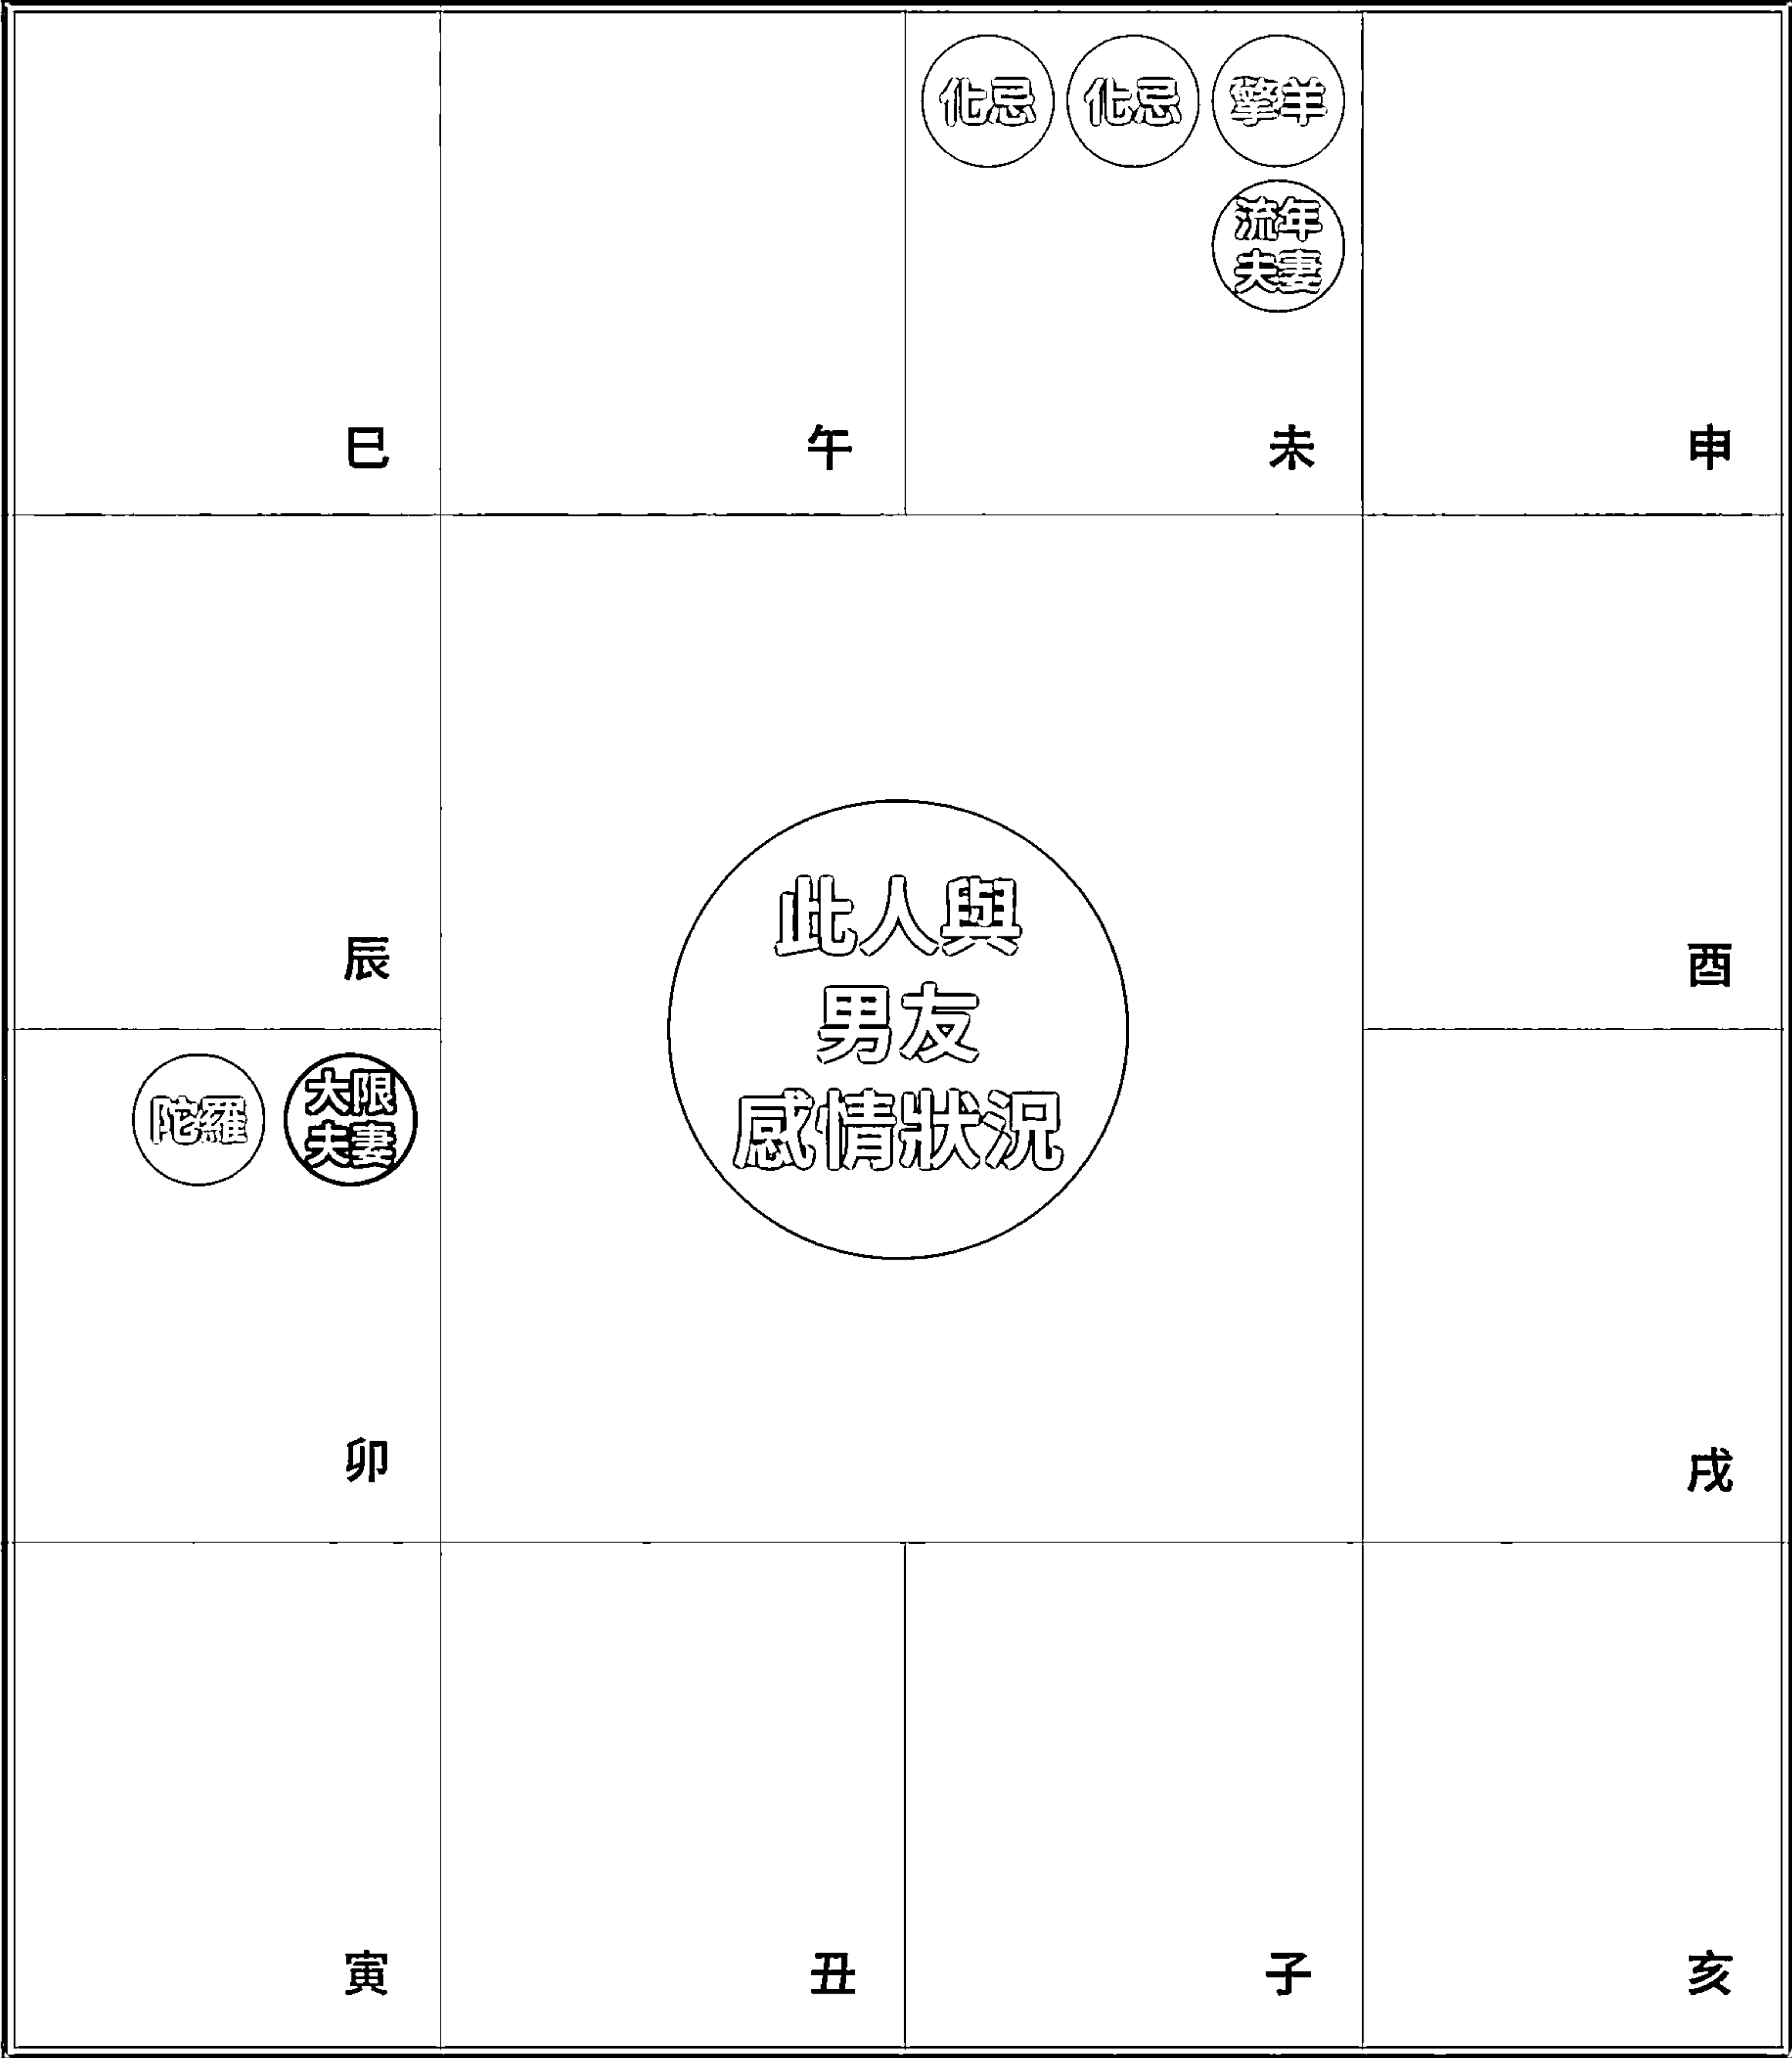 化忌
化忌
擎羊
流年
夫妻
巳
午
未
申
此人與
男友
感情狀況
辰
酉
陀羅
大限
夫妻
卯
戌
寅
丑
子
亥